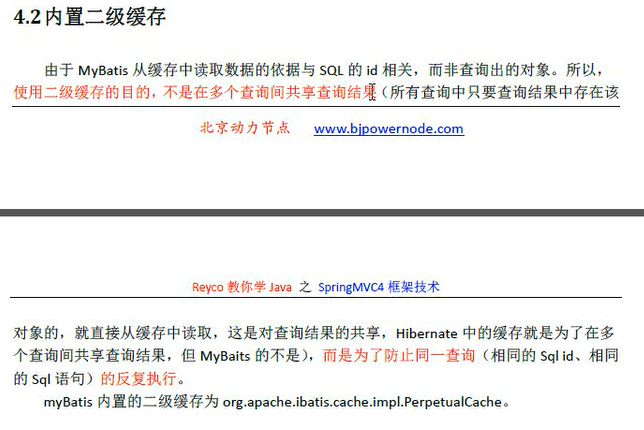 4.2 内置二级缓存
由于 MyBatis 从缓存中读取数据的依据与 SQL 的 id 相关，而非查询出的对象。所以，
使用二级缓存的目的，不是在多个查询间共享查询结果（所有查询中只要查询结果中存在该
北京动力节点 www.bjpowernode.com
Reyco 教你学 Java 之 SpringMVC4 框架技术
对象的，就直接从缓存中读取，这是对查询结果的共享，Hibernate 中的缓存就是为了在多
个查询间共享查询结果，但 MyBaits 的不是），而是为了防止同一查询（相同的 Sql id、相同
的 Sql 语句）的反复执行。
myBatis 内置的二级缓存为 org.apache.ibatis.cache.impl.PerpetualCache。